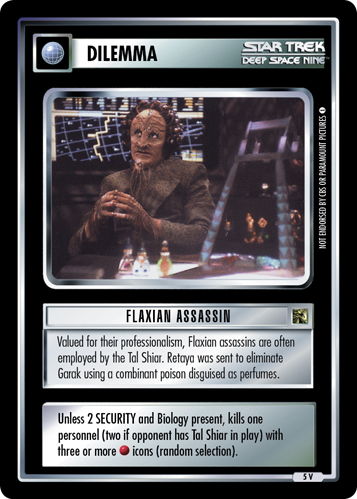 DILEMMA
STAR TREK
DEEP SPACE NINE
NOT ENDORSED BY CBS OR PARAMOUNT PICTURES
FLAXIAN ASSASSIN
Valued for their professionalism, Flaxian assassins are often
employed by the Tal Shiar. Retaya was sent to eliminate
Garak using a combinant poison disguised as perfumes.
Unless 2 SECURITY and Biology present, kills one
personnel (two if opponent has Tal Shiar in play) with
three or more icons (random selection).
5 V